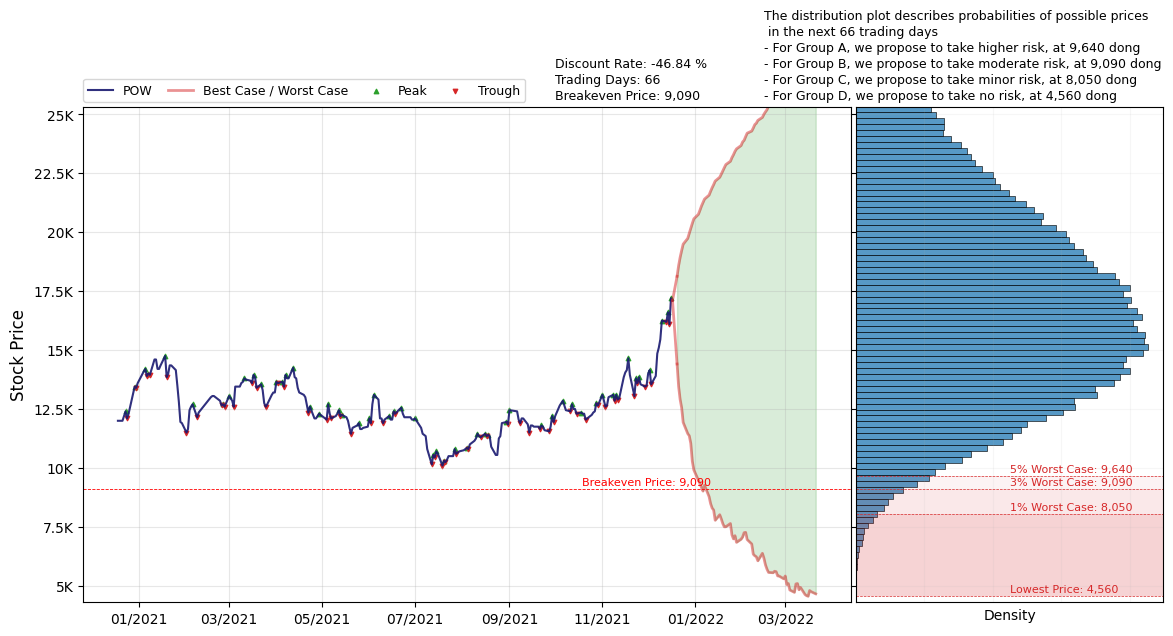 The distribution plot describes probabilities of possible prices
in the next 66 trading days
- For Group A, we propose to take higher risk, at 9,640 dong
- For Group B, we propose to take moderate risk, at 9,090 dong
- For Group C, we propose to take minor risk, at 8,050 dong
- For Group D, we propose to take no risk, at 4,560 dong
Discount Rate: -46.84 %
Trading Days: 66
Breakeven Price: 9,090
POW Best Case / Worst Case Peak Trough
Stock Price
25K
22.5K
20K
17.5K
15K
12.5K
10K
7.5K
5K
Breakeven Price: 9,090
5% Worst Case: 9,640
3% Worst Case: 9,090
1% Worst Case: 8,050
Lowest Price: 4,560
01/2021 03/2021 05/2021 07/2021 09/2021 11/2021 01/2022 03/2022
Density